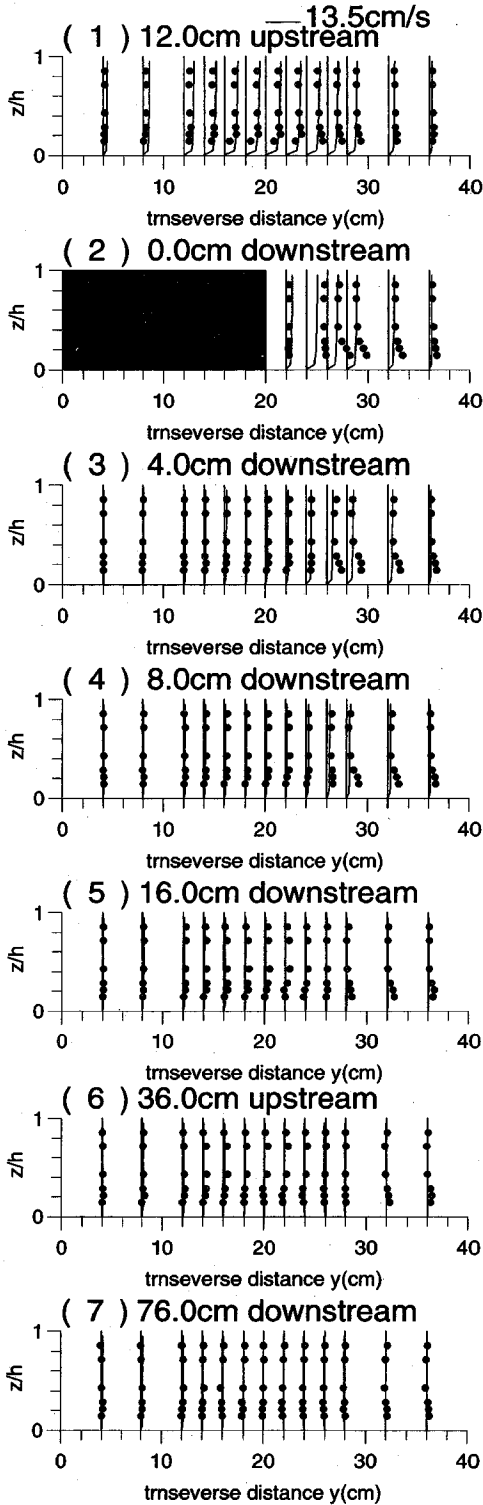 13.5cm/s
( 1 ) 12.0cm upstream
1
z/h
0
0 10 20 30 40
trnseverse distance y(cm)
( 2 ) 0.0cm downstream
1
z/h
0
0 10 20 30 40
trnseverse distance y(cm)
( 3 ) 4.0cm downstream
1
z/h
0
0 10 20 30 40
trnseverse distance y(cm)
( 4 ) 8.0cm downstream
1
z/h
0
0 10 20 30 40
trnseverse distance y(cm)
( 5 ) 16.0cm downstream
1
z/h
0
0 10 20 30 40
trnseverse distance y(cm)
( 6 ) 36.0cm upstream
1
z/h
0
0 10 20 30 40
trnseverse distance y(cm)
( 7 ) 76.0cm downstream
1
z/h
0
0 10 20 30 40
trnseverse distance y(cm)